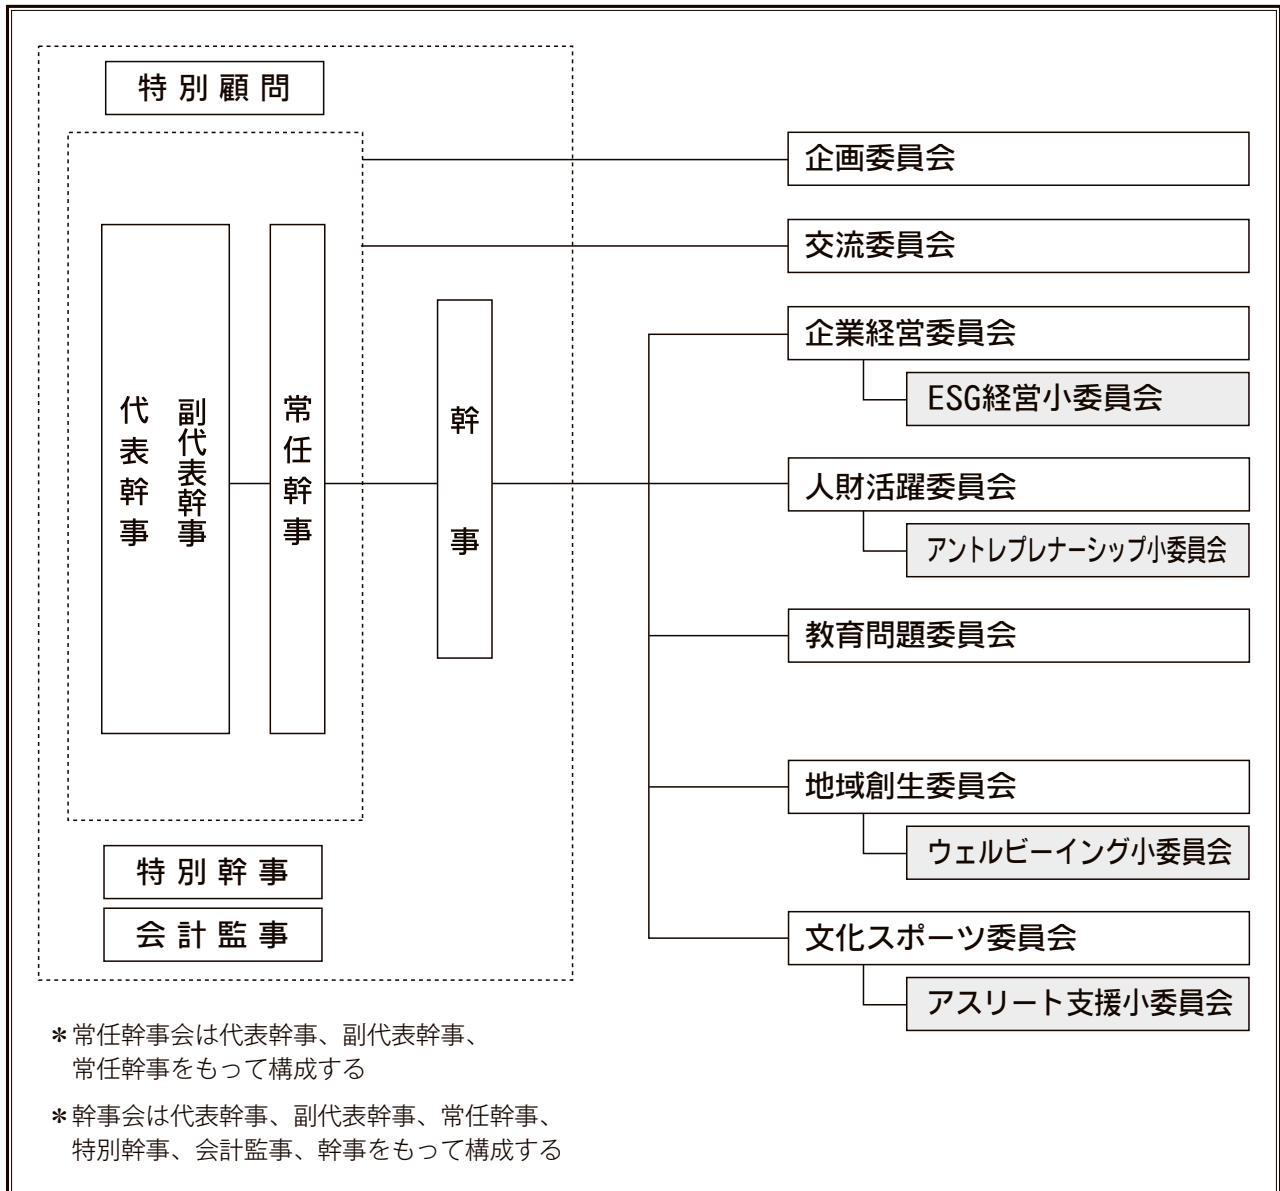 特別顧問
代表幹事
副代表幹事
常任幹事
幹事
特別幹事
会計監事
企画委員会
交流委員会
企業経営委員会
ESG経営小委員会
人財活躍委員会
アントレプレナーシップ小委員会
教育問題委員会
地域創生委員会
ウェルビーイング小委員会
文化スポーツ委員会
アスリート支援小委員会
＊常任幹事会は代表幹事、副代表幹事、
常任幹事をもって構成する
＊幹事会は代表幹事、副代表幹事、常任幹事、
特別幹事、会計監事、幹事をもって構成する